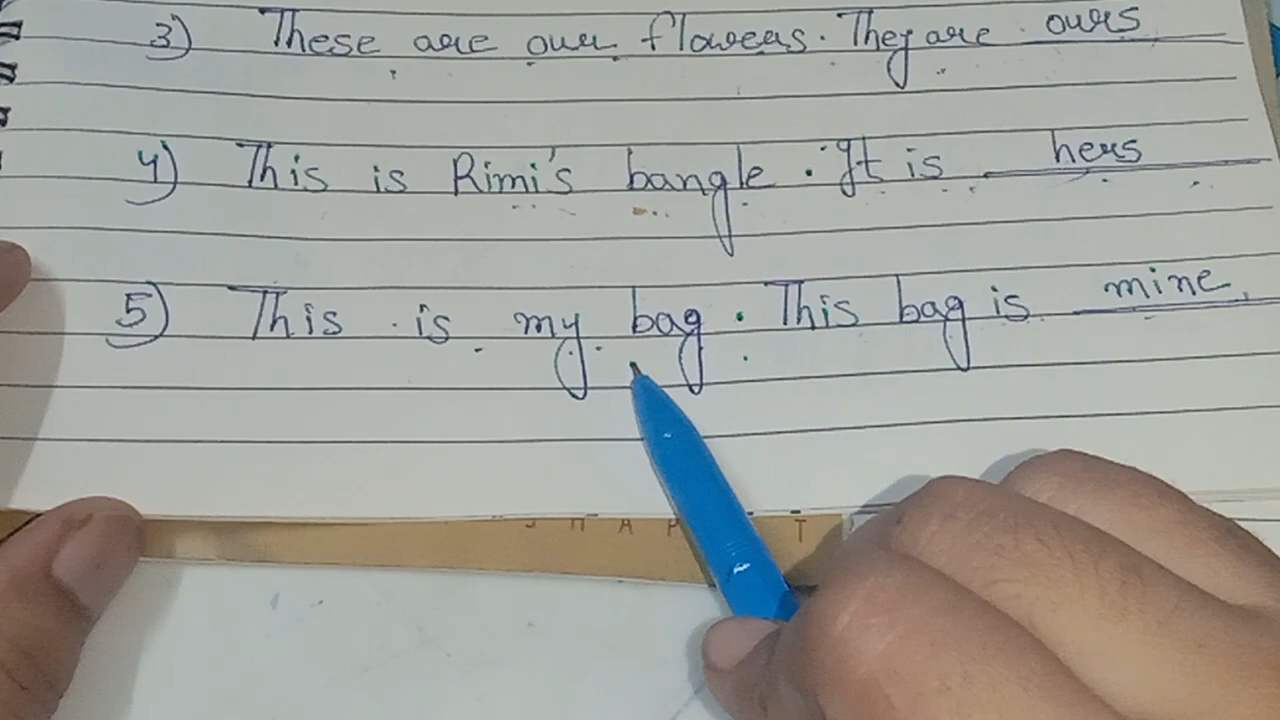 3) These are our flowers. They are ours
4) This is Rimi's bangle. It is hers
5) This is my bag. This bag is mine.